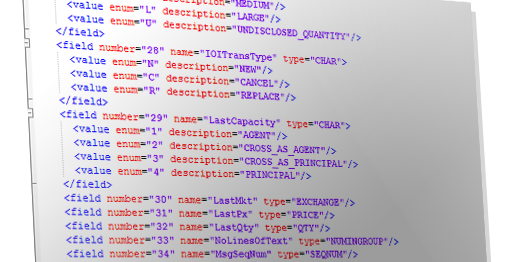 <value enum="L" description="MEDIUM"/>
<value enum="U" description="LARGE"/>
description="UNDISCLOSED_QUANTITY"/>
</field>
<field number="28" name="IOITransType" type="CHAR">
<value enum="N" description="NEW"/>
<value enum="C" description="CANCEL"/>
<value enum="R" description="REPLACE"/>
</field>
<field number="29" name="LastCapacity" type="CHAR">
<value enum="1" description="AGENT"/>
<value enum="2" description="CROSS_AS_AGENT"/>
<value enum="3" description="CROSS_AS_PRINCIPAL"/>
<value enum="4" description="PRINCIPAL"/>
</field>
<field number="30" name="LastMkt" type="EXCHANGE"/>
<field number="31" name="LastPx" type="PRICE"/>
<field number="32" name="LastQty" type="QTY"/>
<field number="33" name="NoLinesOfText" type="NUMINGROUP"/>
<field number="34" name="MsgSeqNum" type="SEQNUM"/>